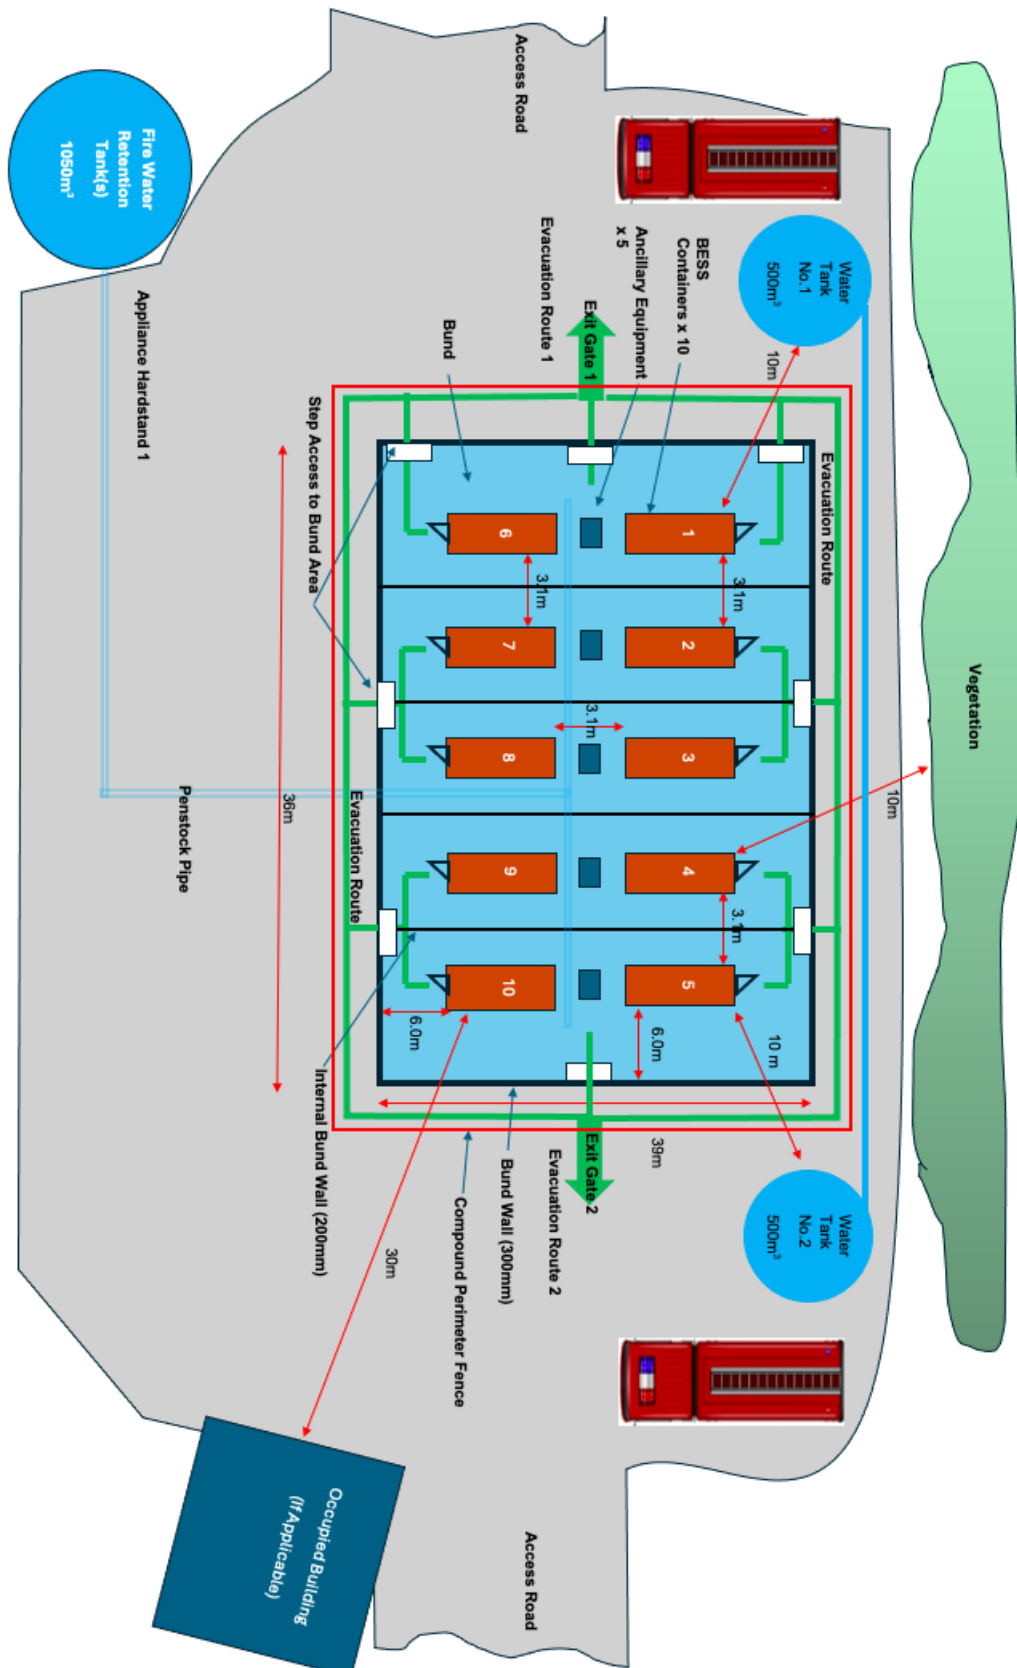 Access Road
Fire Water
Retention
Tank(s)
1050m³
Water
Tank
No.1
500m³
BESS
Containers x 10
Ancillary Equipment
x 5
Evacuation Route 1
Exit Gate 1
Bund
Appliance Hardstand 1
Step Access to Bund Area
10m
Evacuation Route
Vegetation
1
2
3
4
5
6
7
8
9
10
3.1m
3.1m
3.1m
3.1m
10m
36m
Penstock Pipe
Evacuation Route
6.0m
6.0m
10 m
Internal Bund Wall (200mm)
Bund Wall (300mm)
Compound Perimeter Fence
39m
30m
Exit Gate 2
Evacuation Route 2
Water
Tank
No.2
500m³
Occupied Building
(If Applicable)
Access Road